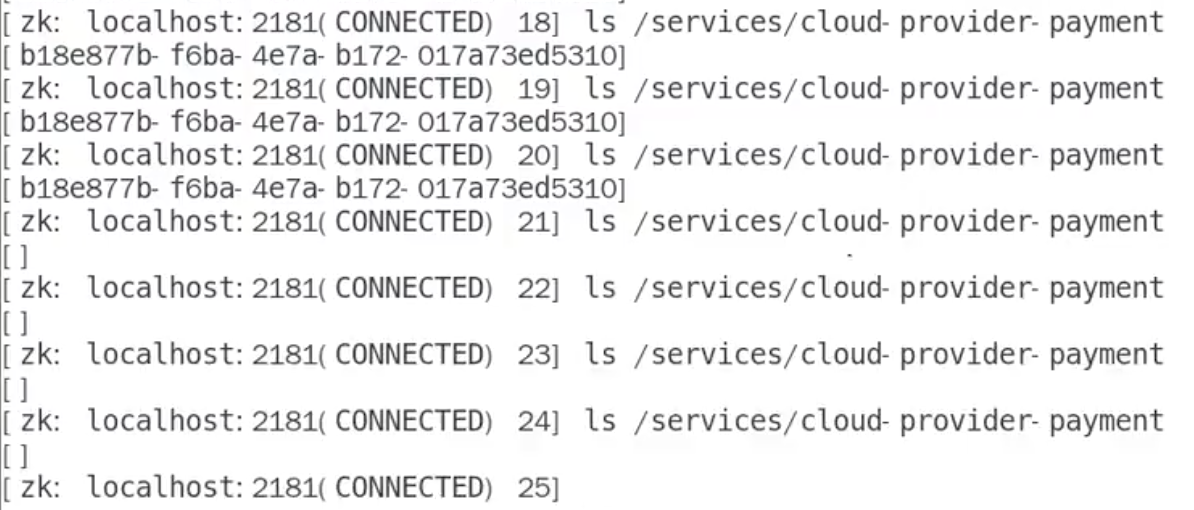 [ zk: localhost: 2181( CONNECTED) 18] ls /services/cloud- provider- payment
[ b18e877b- f6ba- 4e7a- b172- 017a73ed5310]
[ zk: localhost: 2181( CONNECTED) 19] ls /services/cloud- provider- payment
[ b18e877b- f6ba- 4e7a- b172- 017a73ed5310]
[ zk: localhost: 2181( CONNECTED) 20] ls /services/cloud- provider- payment
[ b18e877b- f6ba- 4e7a- b172- 017a73ed5310]
[ zk: localhost: 2181( CONNECTED) 21] ls /services/cloud- provider- payment
[ ]
[ zk: localhost: 2181( CONNECTED) 22] ls /services/cloud- provider- payment
[ ]
[ zk: localhost: 2181( CONNECTED) 23] ls /services/cloud- provider- payment
[ ]
[ zk: localhost: 2181( CONNECTED) 24] ls /services/cloud- provider- payment
[ ]
[ zk: localhost: 2181( CONNECTED) 25]